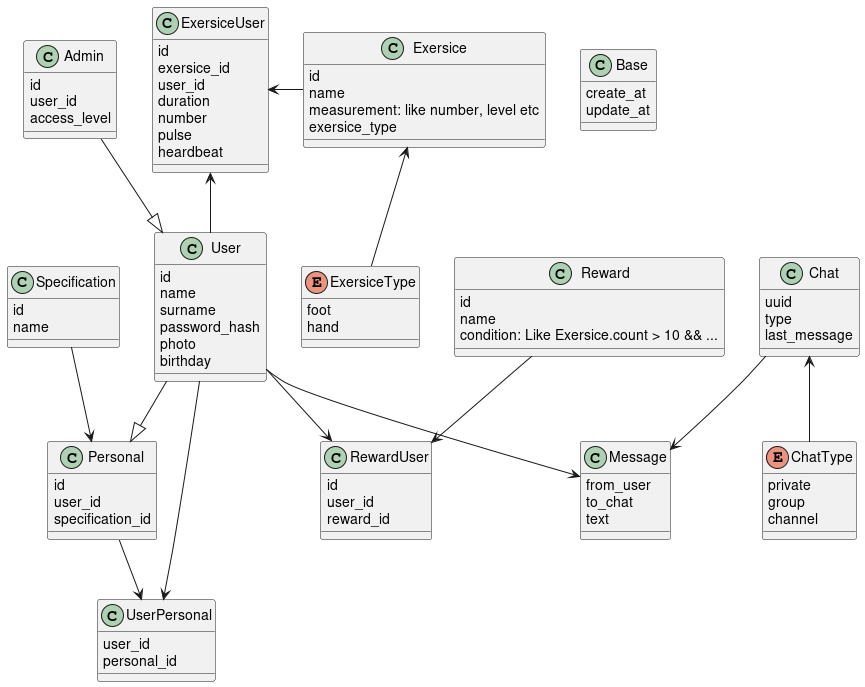 C Admin
id
user_id
access_level
C ExersiceUser
id
exersice_id
user_id
duration
number
pulse
heardbeat
C Exersice
id
name
measurement: like number, level etc
exersice_type
C Base
create_at
update_at
C Specification
id
name
C User
id
name
surname
password_hash
photo
birthday
E ExersiceType
foot
hand
C Reward
id
name
condition: Like Exersice.count > 10 && ...
C Chat
uuid
type
last_message
C Personal
id
user_id
specification_id
C RewardUser
id
user_id
reward_id
C Message
from_user
to_chat
text
E ChatType
private
group
channel
C UserPersonal
user_id
personal_id